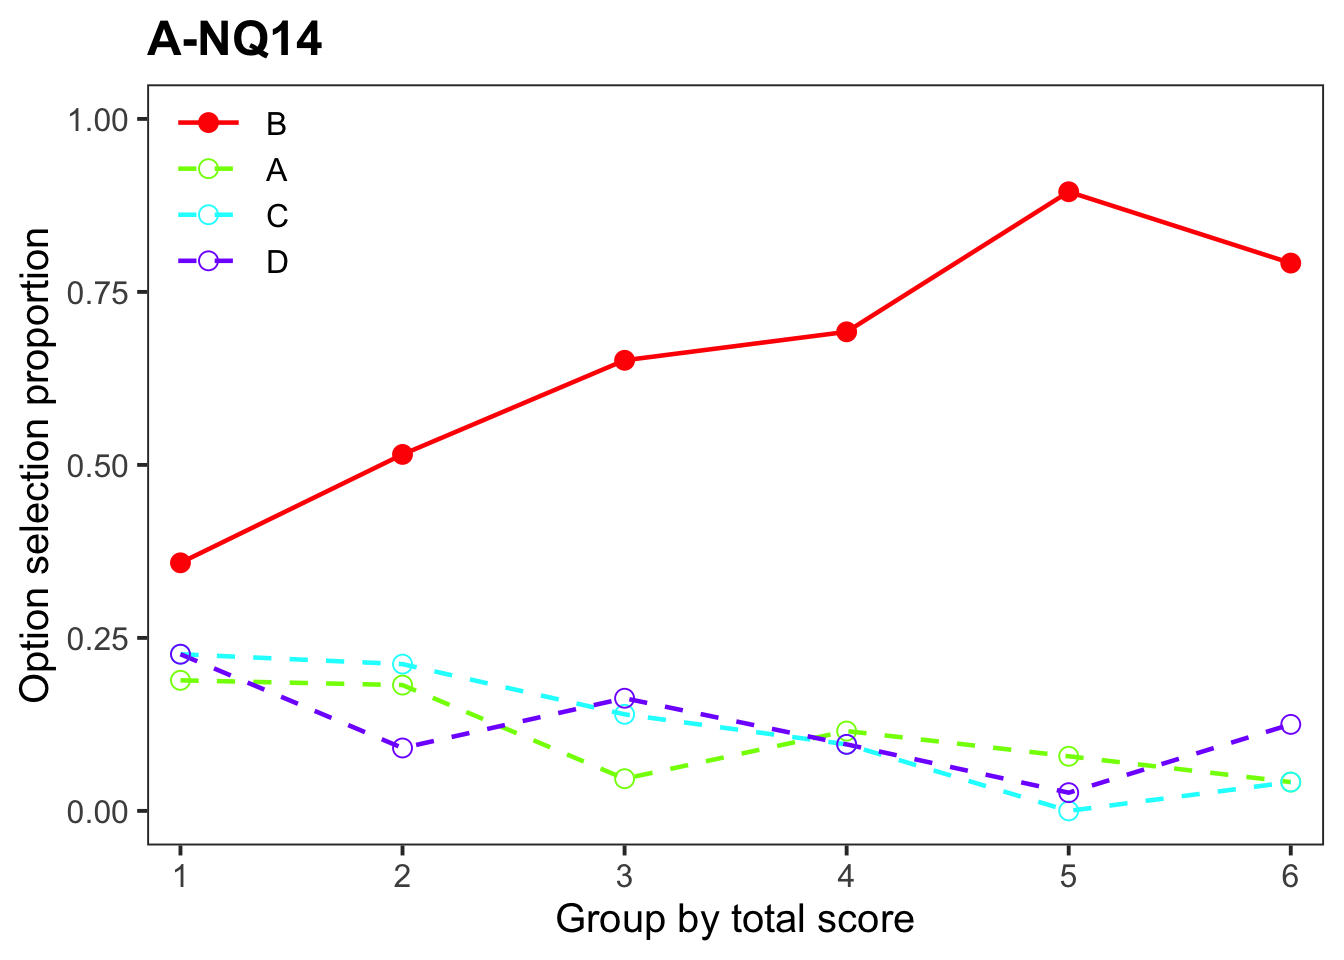 A-NQ14
B
A
C
D
1.00
0.75
0.50
0.25
0.00
Option selection proportion
1 2 3 4 5 6
Group by total score